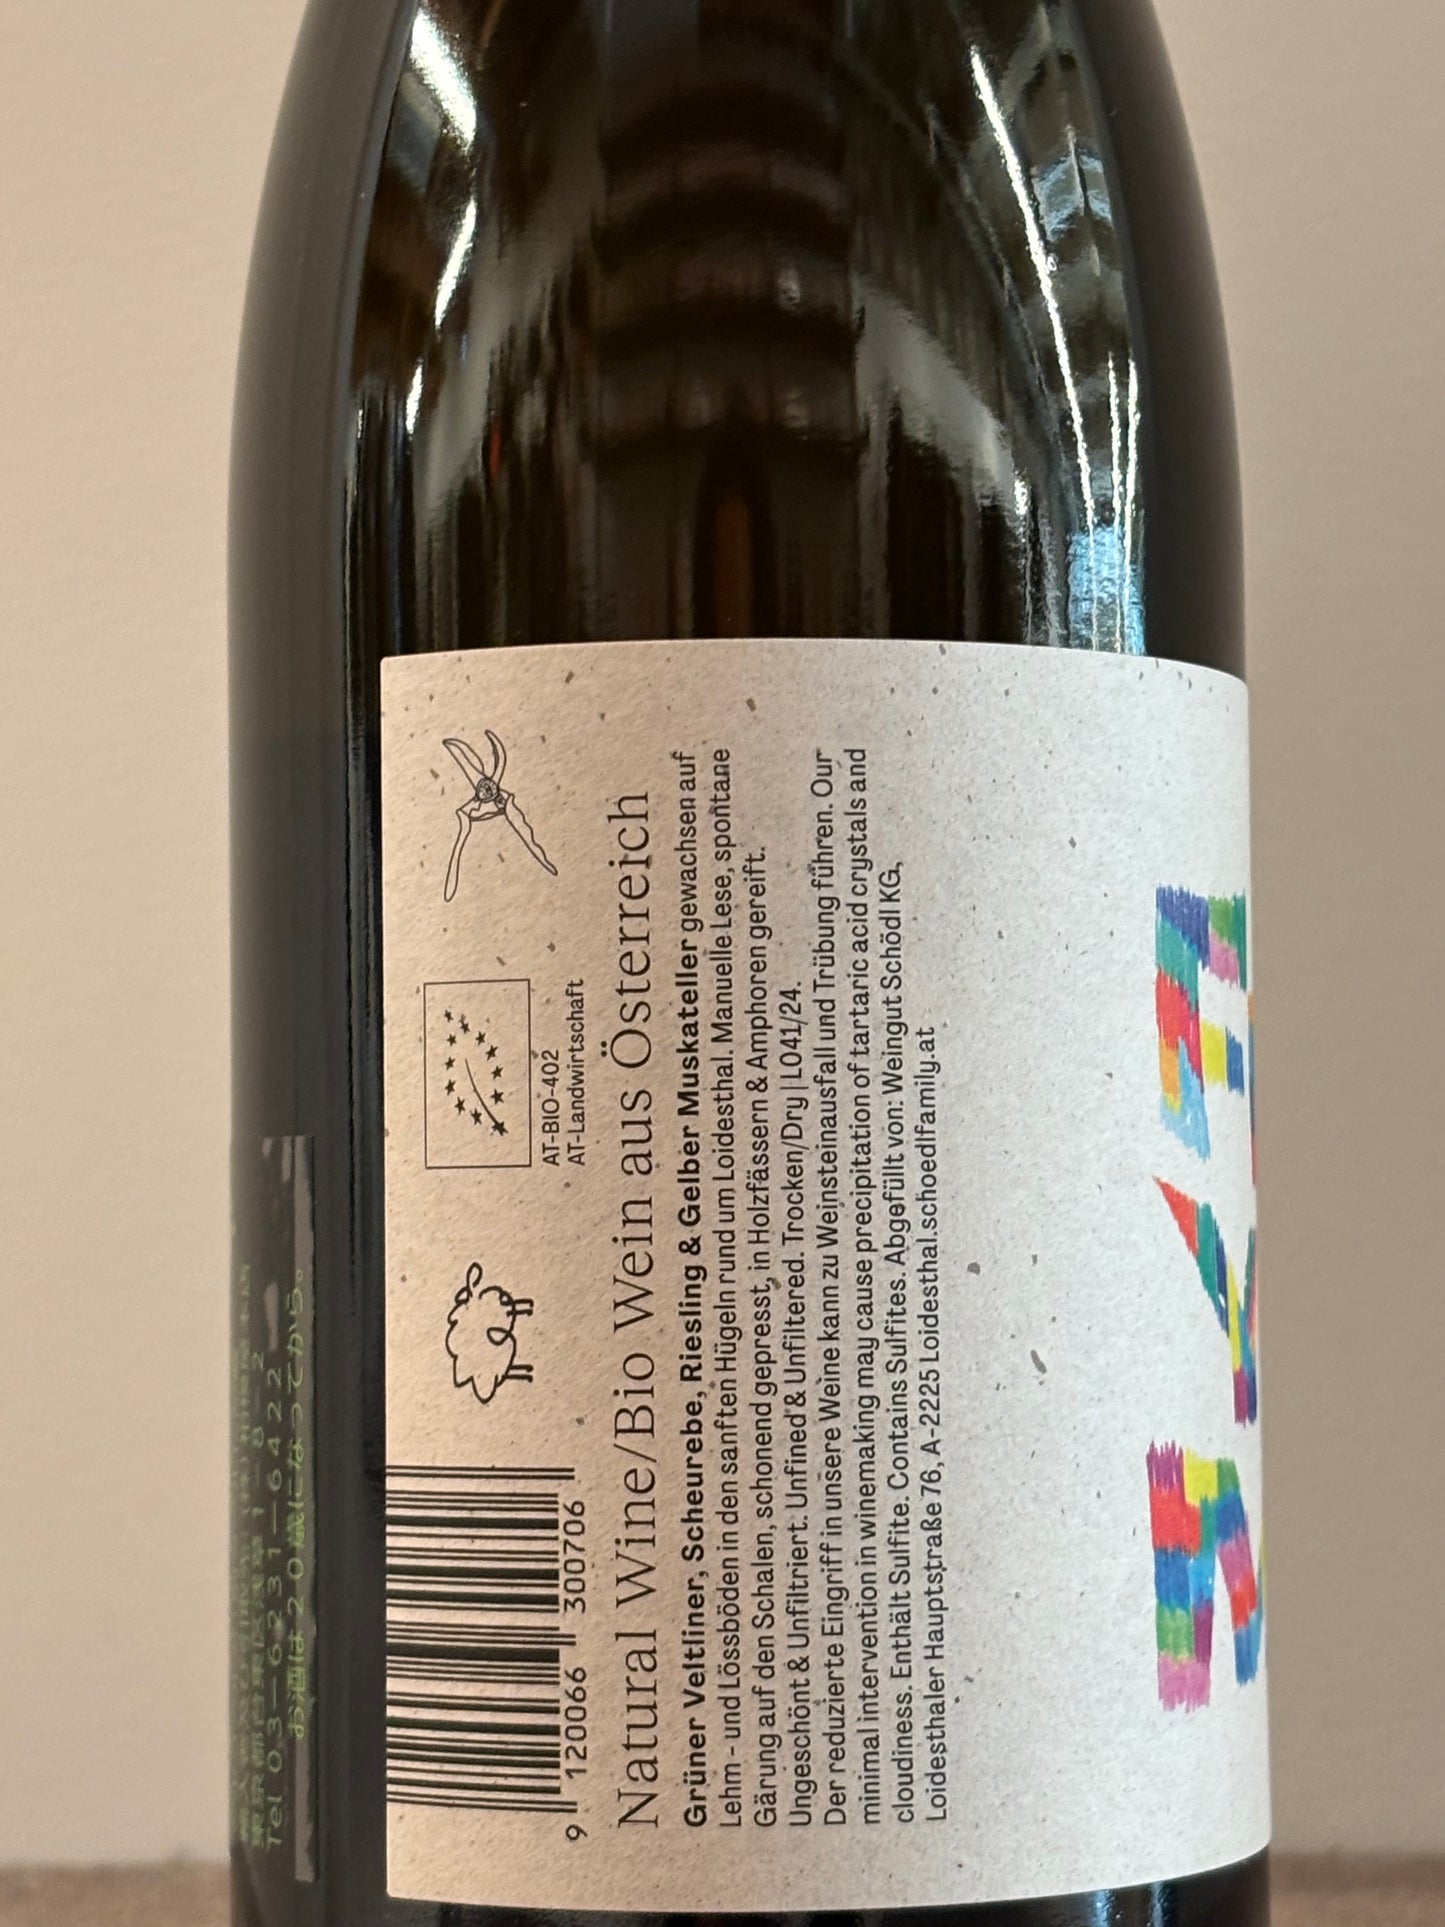 9 120066 300706
AT-BIO-402
AT-Landwirtschaft
Natural Wine/Bio Wein aus Österreich
Grüner Veltliner, Scheurebe, Riesling & Gelber Muskateller gewachsen auf
Lehm - und Lössböden in den sanften Hügeln rund um Loidesthal. Manuelle Lese, spontane
Gärung auf den Schalen, schonend gepresst, in Holzfässern & Amphoren gereift.
Ungeschönt & Unfiltriert. Unfined & Unfiltered. Trocken/Dry | L041/24.
Der reduzierte Eingriff in unsere Weine kann zu Weinsteinausfall und Trübung führen. Our
minimal intervention in winemaking may cause precipitation of tartaric acid crystals and
cloudiness. Enthält Sulfite. Contains Sulfites. Abgefüllt von: Weingut Schödl KG,
Loidesthaler Hauptstraße 76, A-2225 Loidesthal.schoedlfamily.at
Tel 03-6231-6422
お酒は20歳になってから。